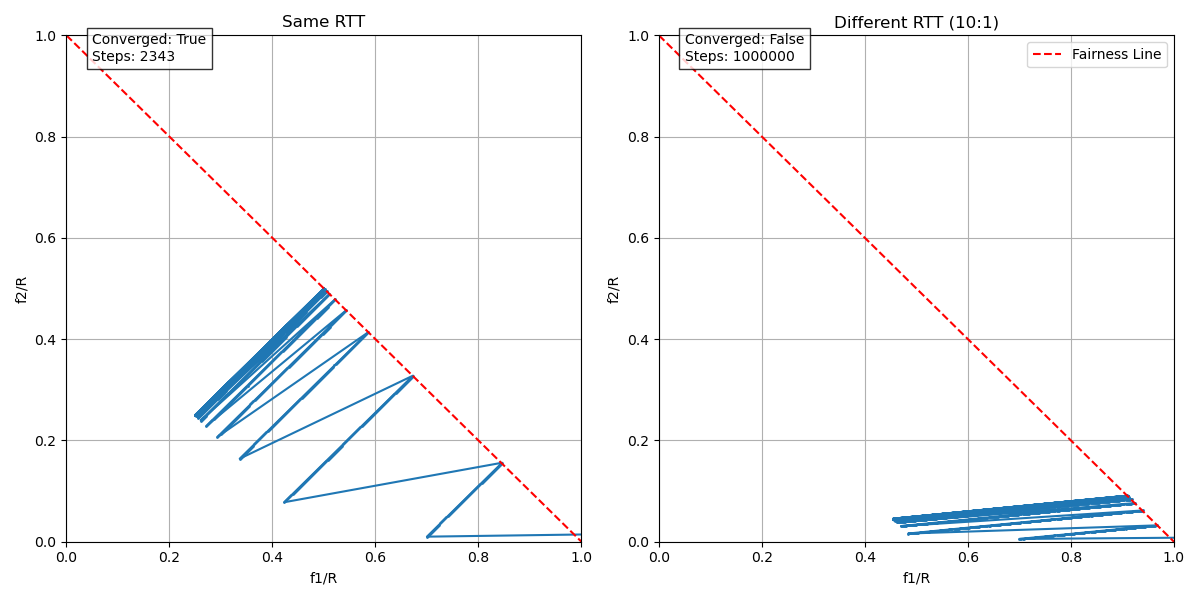 Same RTT
Converged: True
Steps: 2343
1.0
0.8
0.6
0.4
0.2
0.0
f2/R
0.0 0.2 0.4 0.6 0.8 1.0
f1/R
Different RTT (10:1)
Converged: False
Steps: 1000000
Fairness Line
1.0
0.8
0.6
0.4
0.2
0.0
f2/R
0.0 0.2 0.4 0.6 0.8 1.0
f1/R